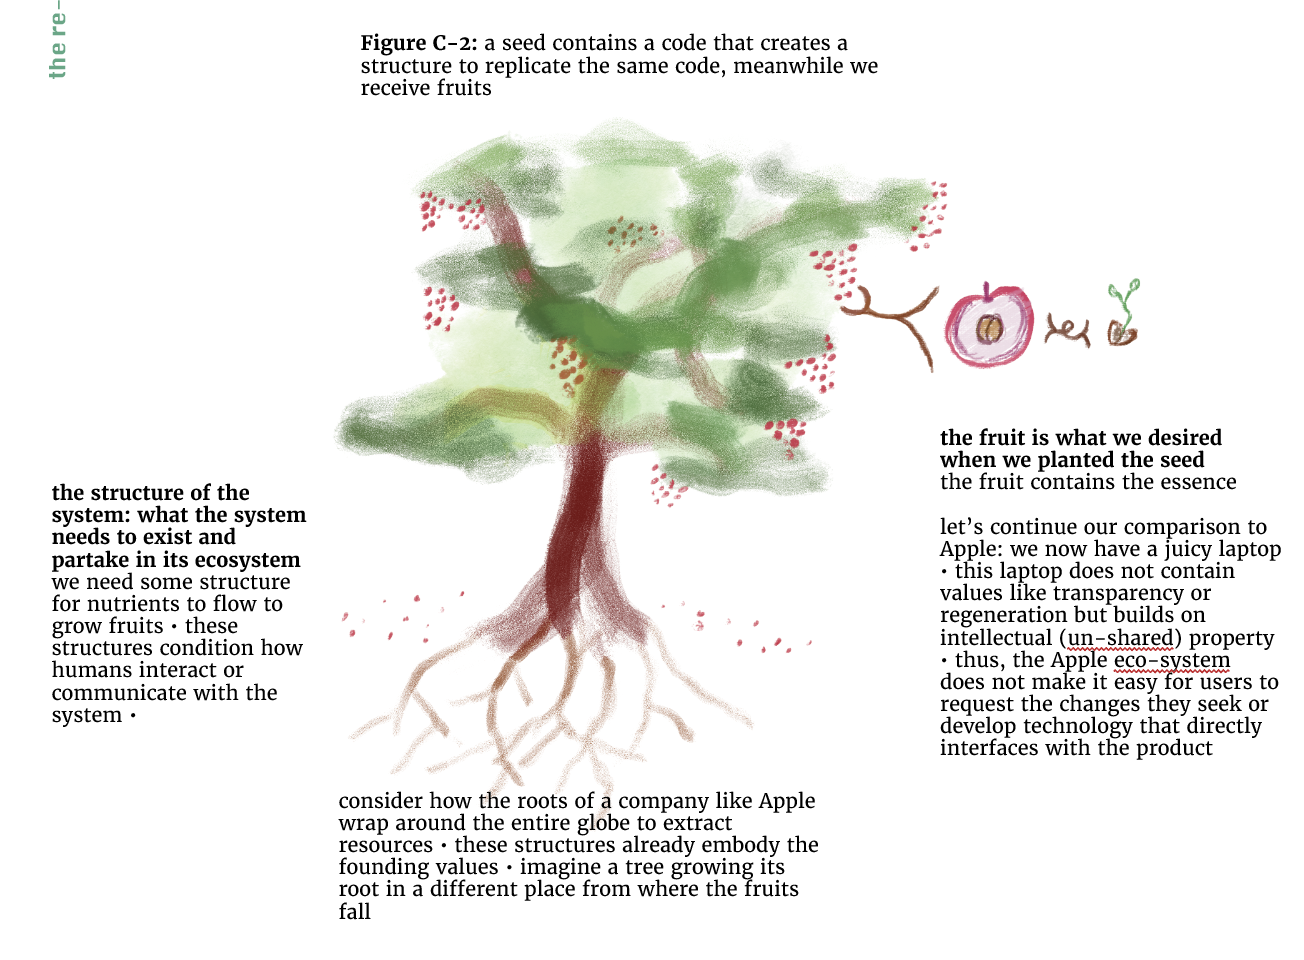 the re-
Figure C-2: a seed contains a code that creates a
structure to replicate the same code, meanwhile we
receive fruits
the structure of the
system: what the system
needs to exist and
partake in its ecosystem
we need some structure
for nutrients to flow to
grow fruits • these
structures condition how
humans interact or
communicate with the
system •
consider how the roots of a company like Apple
wrap around the entire globe to extract
resources • these structures already embody the
founding values • imagine a tree growing its
root in a different place from where the fruits
fall
the fruit is what we desired
when we planted the seed
the fruit contains the essence
let’s continue our comparison to
Apple: we now have a juicy laptop
• this laptop does not contain
values like transparency or
regeneration but builds on
intellectual (un-shared) property
• thus, the Apple eco-system
does not make it easy for users to
request the changes they seek or
develop technology that directly
interfaces with the product